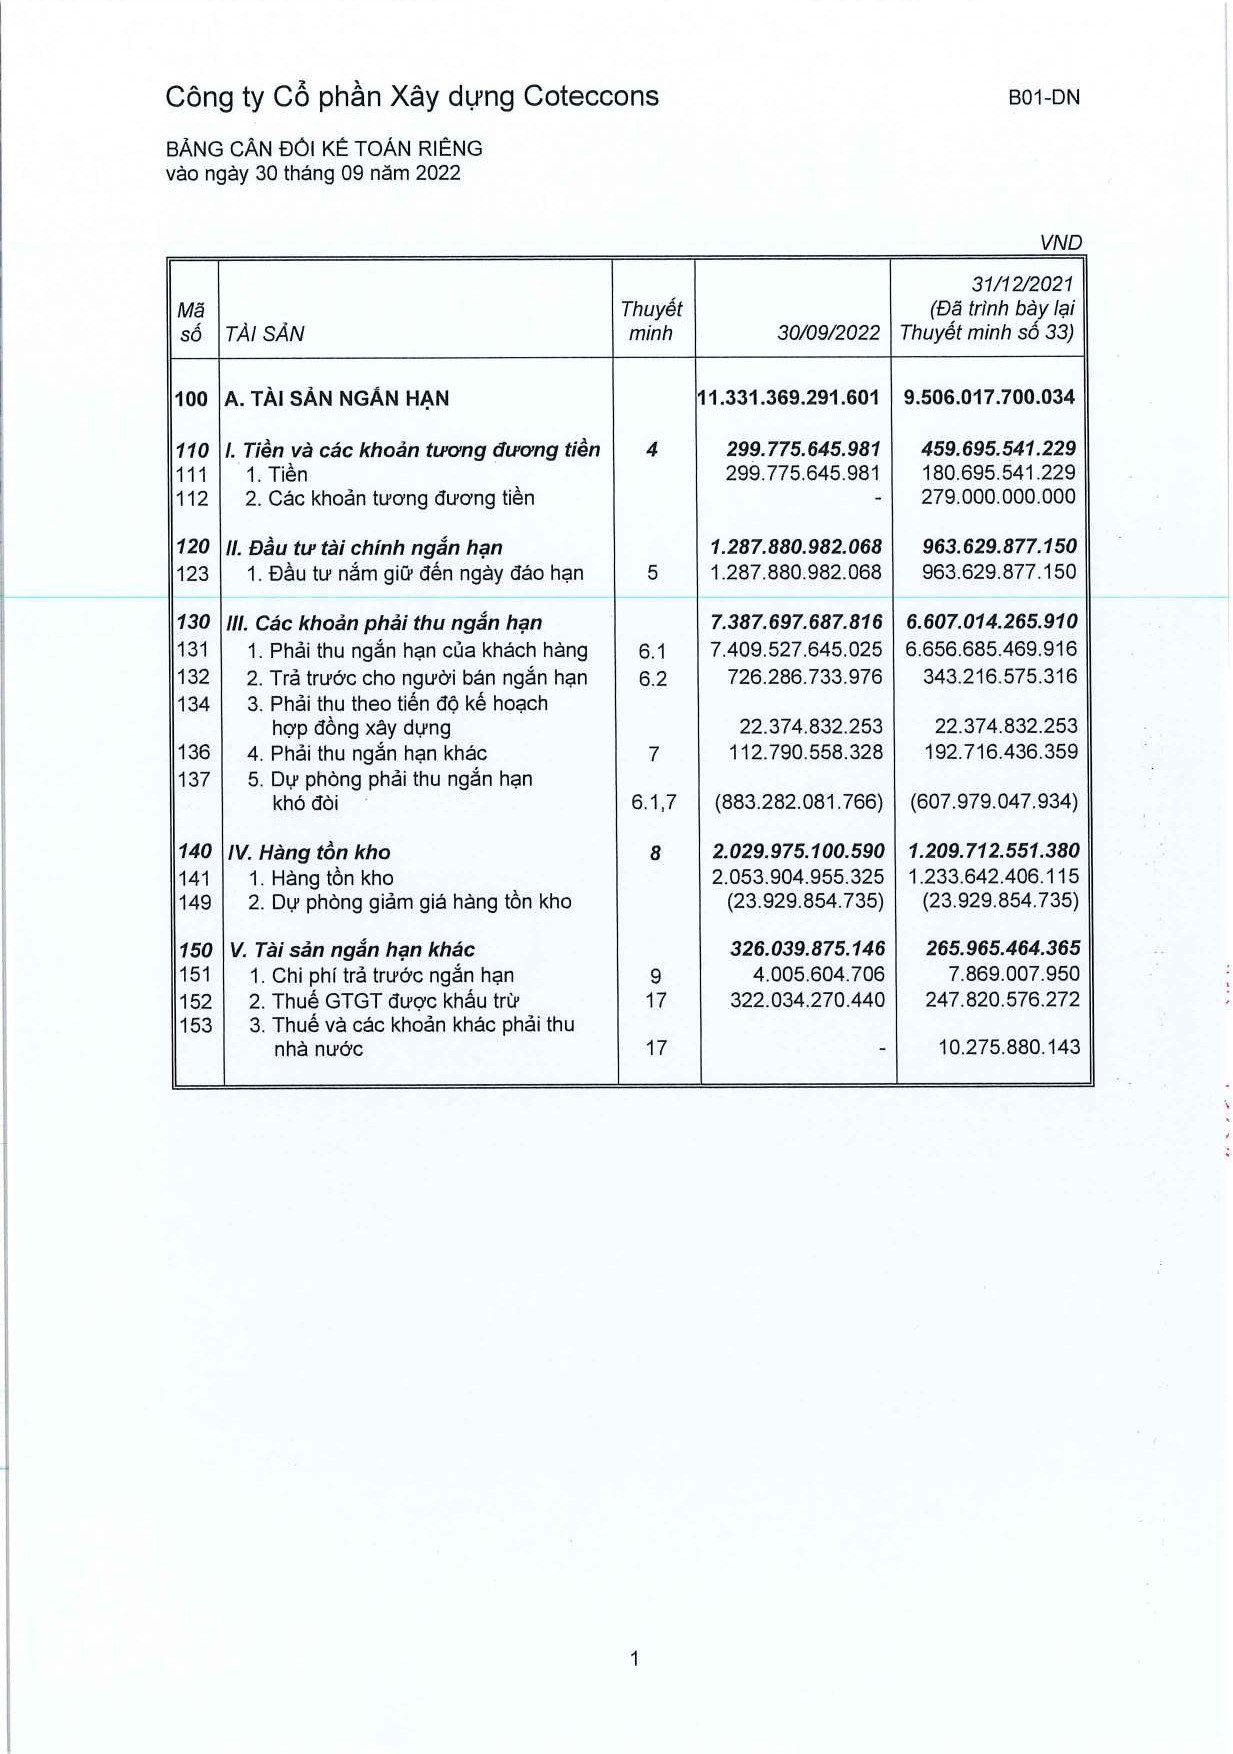 Công ty Cổ phần Xây dựng Coteccons B01-DN
BẢNG CÂN ĐỐI KẾ TOÁN RIÊNG
vào ngày 30 tháng 09 năm 2022
VND
Mã số TÀI SẢN Thuyết minh 30/09/2022 31/12/2021 (Đã trình bày lại Thuyết minh số 33)
100 A. TÀI SẢN NGẮN HẠN 11.331.369.291.601 9.506.017.700.034
110 I. Tiền và các khoản tương đương tiền 4 299.775.645.981 459.695.541.229
111 1. Tiền 299.775.645.981 180.695.541.229
112 2. Các khoản tương đương tiền - 279.000.000.000
120 II. Đầu tư tài chính ngắn hạn 1.287.880.982.068 963.629.877.150
123 1. Đầu tư nắm giữ đến ngày đáo hạn 5 1.287.880.982.068 963.629.877.150
130 III. Các khoản phải thu ngắn hạn 7.387.697.687.816 6.607.014.265.910
131 1. Phải thu ngắn hạn của khách hàng 6.1 7.409.527.645.025 6.656.685.469.916
132 2. Trả trước cho người bán ngắn hạn 6.2 726.286.733.976 343.216.575.316
134 3. Phải thu theo tiến độ kế hoạch
hợp đồng xây dựng 22.374.832.253 22.374.832.253
136 4. Phải thu ngắn hạn khác 7 112.790.558.328 192.716.436.359
137 5. Dự phòng phải thu ngắn hạn
khó đòi 6.1,7 (883.282.081.766) (607.979.047.934)
140 IV. Hàng tồn kho 8 2.029.975.100.590 1.209.712.551.380
141 1. Hàng tồn kho 2.053.904.955.325 1.233.642.406.115
149 2. Dự phòng giảm giá hàng tồn kho (23.929.854.735) (23.929.854.735)
150 V. Tài sản ngắn hạn khác 326.039.875.146 265.965.464.365
151 1. Chi phí trả trước ngắn hạn 9 4.005.604.706 7.869.007.950
152 2. Thuế GTGT được khấu trừ 17 322.034.270.440 247.820.576.272
153 3. Thuế và các khoản khác phải thu
nhà nước 17 - 10.275.880.143
1